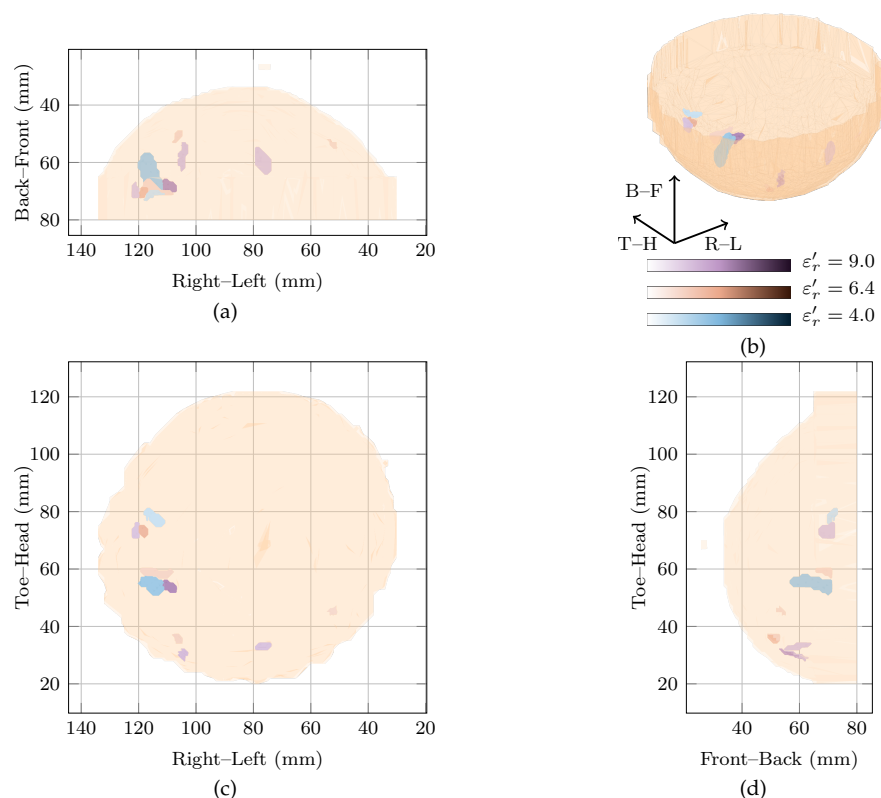 40
60
80
Back–Front (mm)
140 120 100 80 60 40 20
Right–Left (mm)
(a)
B–F
T–H R–L
ε′r = 9.0
ε′r = 6.4
ε′r = 4.0
(b)
120
100
80
60
40
20
Toe–Head (mm)
140 120 100 80 60 40 20
Right–Left (mm)
(c)
120
100
80
60
40
20
Toe–Head (mm)
40 60 80
Front–Back (mm)
(d)